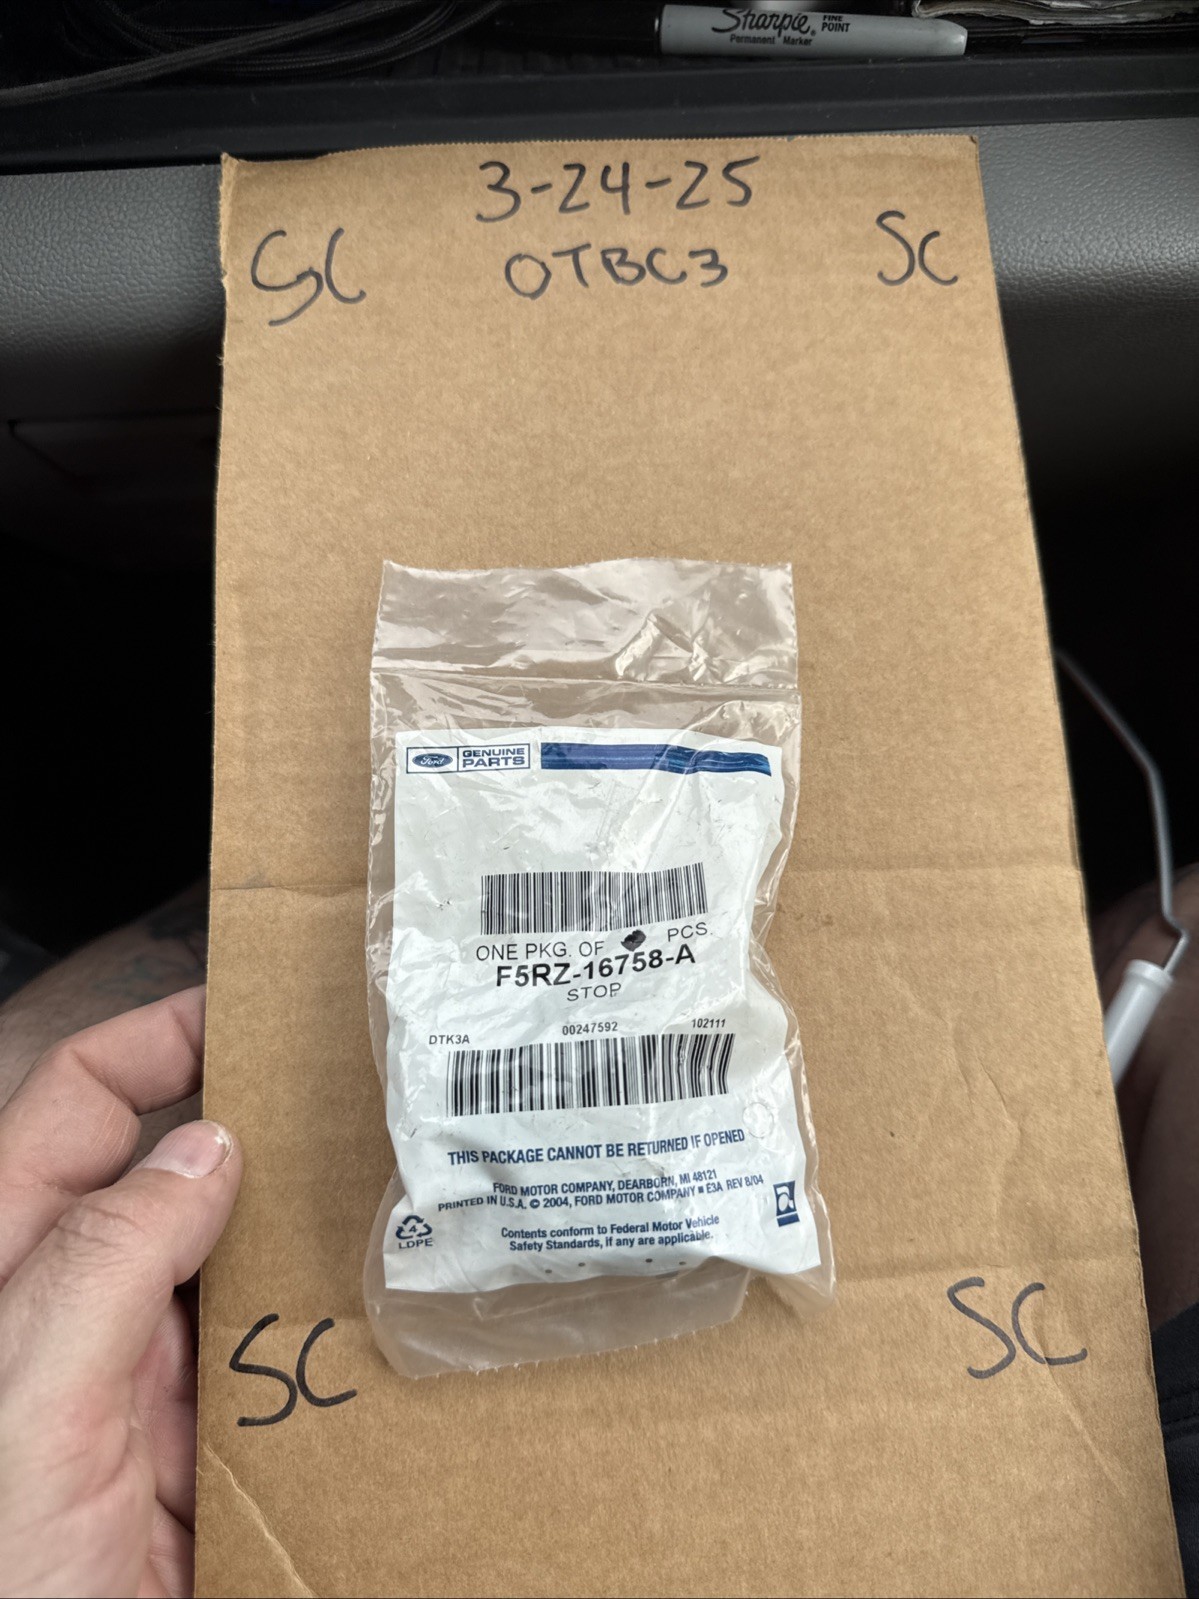 Sharpie® FINE POINT
Permanent Marker
3-24-25
SC OTBC3 SC
Ford GENUINE PARTS
ONE PKG. OF PCS.
F5RZ-16758-A
STOP
DTK3A 00247592 102111
THIS PACKAGE CANNOT BE RETURNED IF OPENED
FORD MOTOR COMPANY, DEARBORN, MI 48121
PRINTED IN U.S.A. © 2004, FORD MOTOR COMPANY ■ E3A REV 8/04
4
LDPE
Contents conform to Federal Motor Vehicle
Safety Standards, if any are applicable.
SC SC